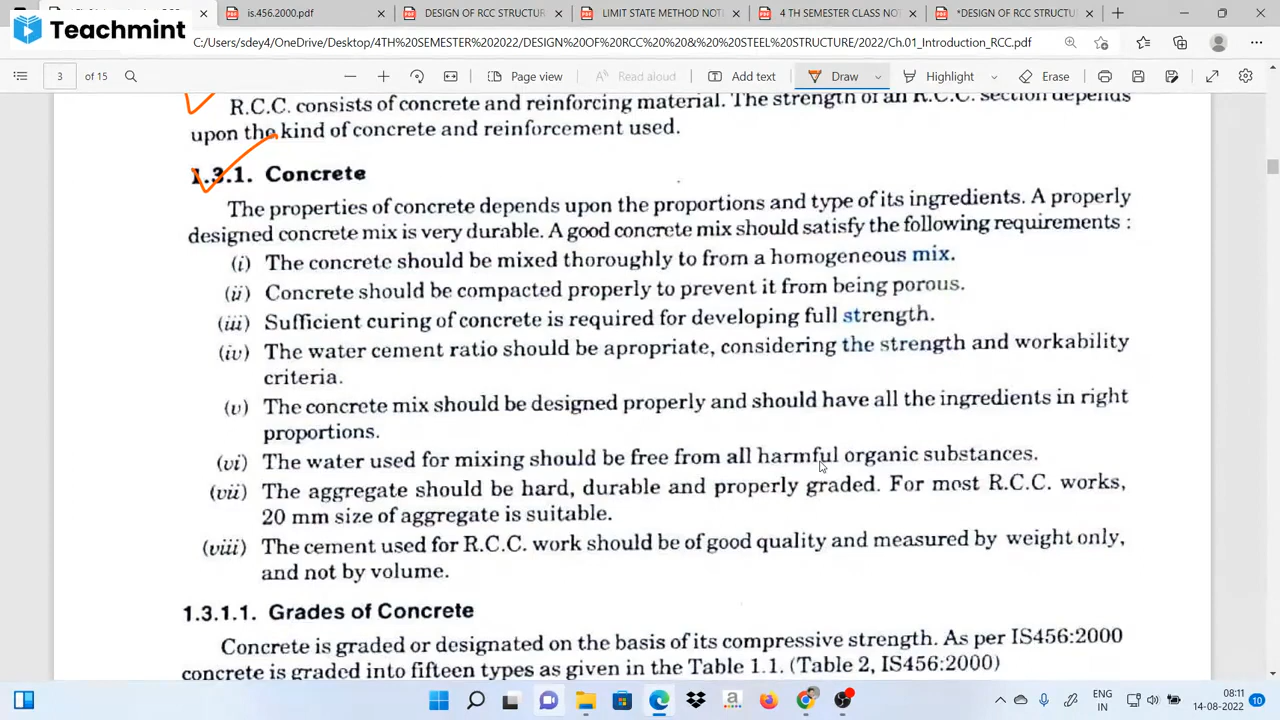 is.456.2000.pdf
DESIGN OF RCC STRUCTUR
LIMIT STATE METHOD NOT
4 TH SEMESTER CLASS NOT
*DESIGN OF RCC STRUCTU
Teachmint
C:/Users/sdey4/OneDrive/Desktop/4TH%20SEMESTER%202022/DESIGN%20OF%20RCC%20%20&%20%20STEEL%20STRUCTURE/2022/Ch.01_Introduction_RCC.pdf
3 of 15
Page view
Read aloud
Add text
Draw
Highlight
Erase
R.C.C. consists of concrete and reinforcing material. The strength of an R.C.C. section depends
upon the kind of concrete and reinforcement used.
1.3.1. Concrete
The properties of concrete depends upon the proportions and type of its ingredients. A properly
designed concrete mix is very durable. A good concrete mix should satisfy the following requirements :
(i) The concrete should be mixed thoroughly to from a homogeneous mix.
(ii) Concrete should be compacted properly to prevent it from being porous.
(iii) Sufficient curing of concrete is required for developing full strength.
(iv) The water cement ratio should be apropriate, considering the strength and workability
criteria.
(v) The concrete mix should be designed properly and should have all the ingredients in right
proportions.
(vi) The water used for mixing should be free from all harmful organic substances.
(vii) The aggregate should be hard, durable and properly graded. For most R.C.C. works,
20 mm size of aggregate is suitable.
(viii) The cement used for R.C.C. work should be of good quality and measured by weight only,
and not by volume.
1.3.1.1. Grades of Concrete
Concrete is graded or designated on the basis of its compressive strength. As per IS456:2000
concrete is graded into fifteen types as given in the Table 1.1. (Table 2, IS456:2000)
ENG
IN
08:11
14-08-2022
10